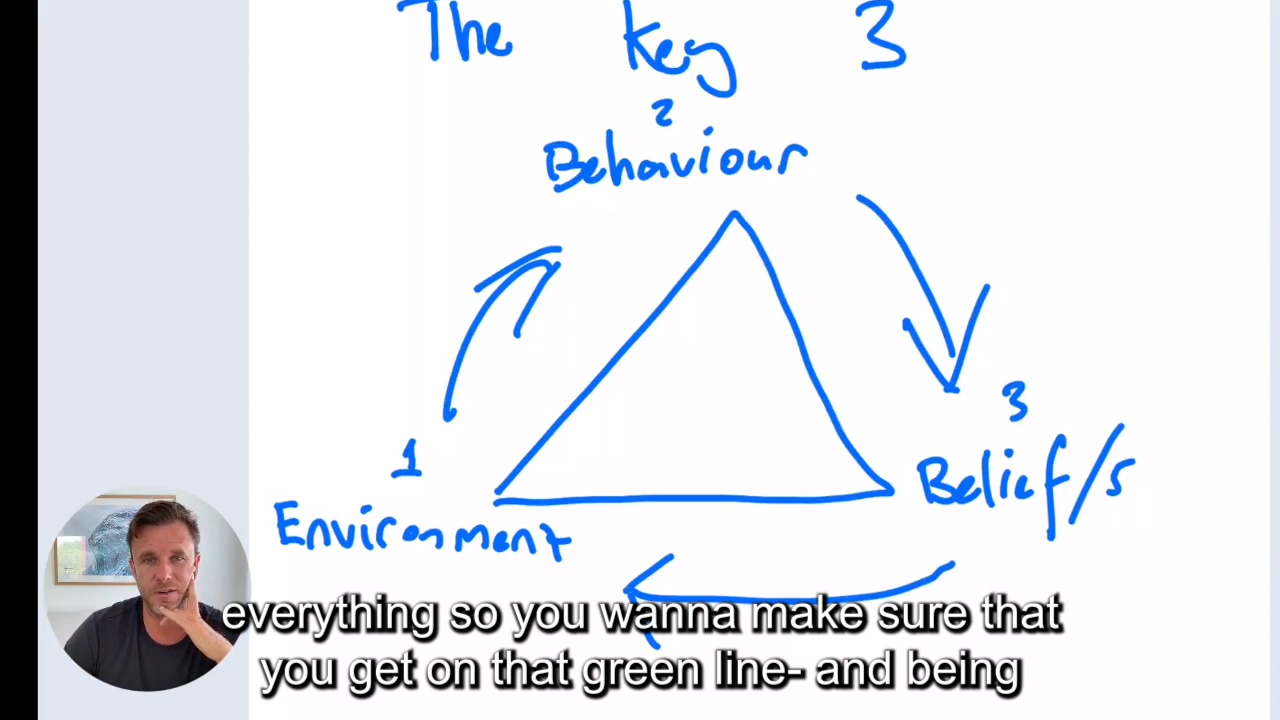 The key 3
2
Behaviour
3
1
Belief/s
Environment
everything so you wanna make sure that
you get on that green line- and being